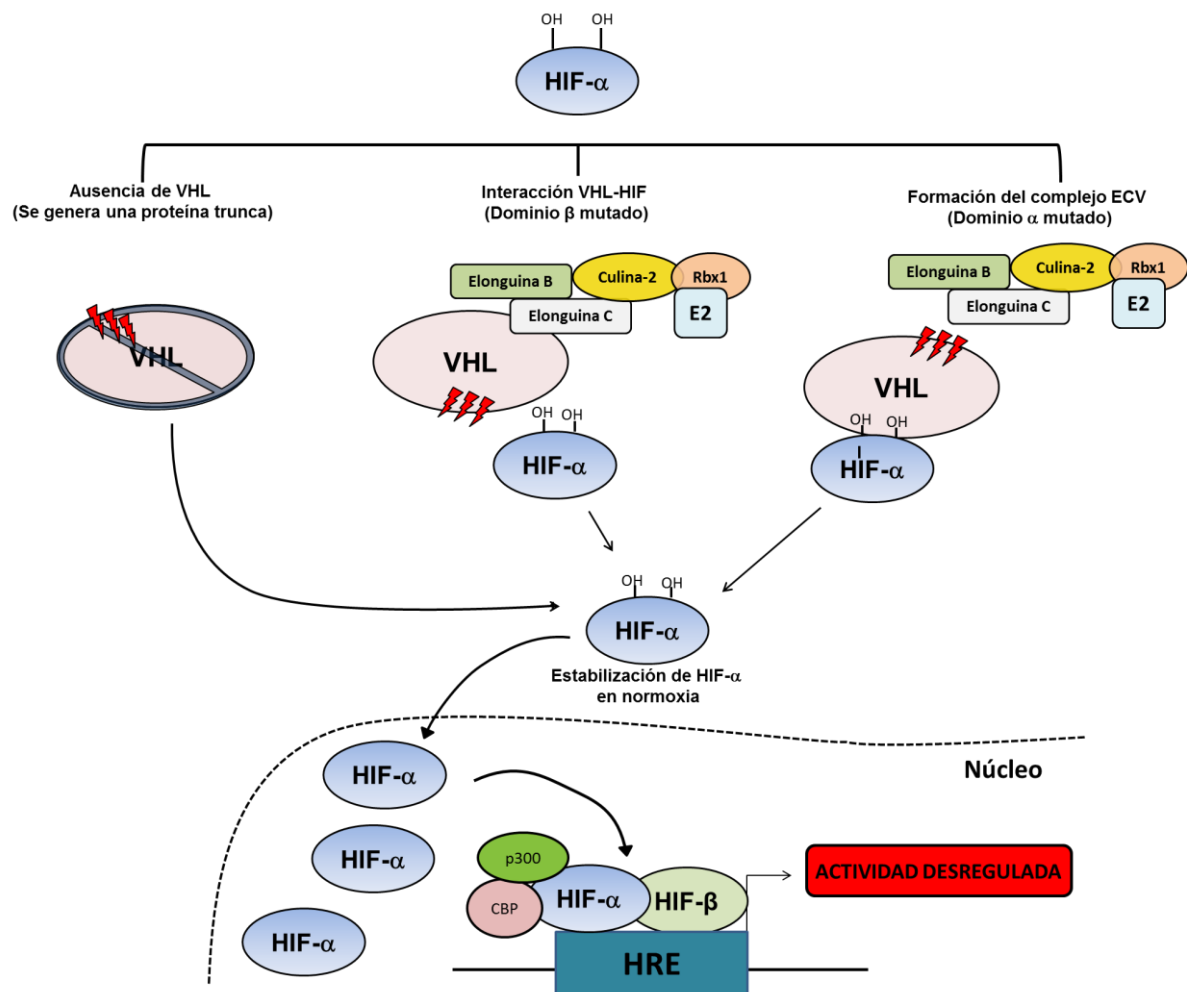 OH OH
HIF-α
Ausencia de VHL
(Se genera una proteína trunca)
Interacción VHL-HIF
(Dominio β mutado)
Formación del complejo ECV
(Dominio α mutado)
VHL
Elonguina B
Culina-2
Rbx1
Elonguina C
E2
VHL
OH OH
HIF-α
Elonguina B
Culina-2
Rbx1
Elonguina C
E2
VHL
OH OH
HIF-α
OH OH
HIF-α
Estabilización de HIF-α
en normoxia
Núcleo
HIF-α
HIF-α
HIF-α
p300
CBP
HIF-α
HIF-β
HRE
ACTIVIDAD DESREGULADA